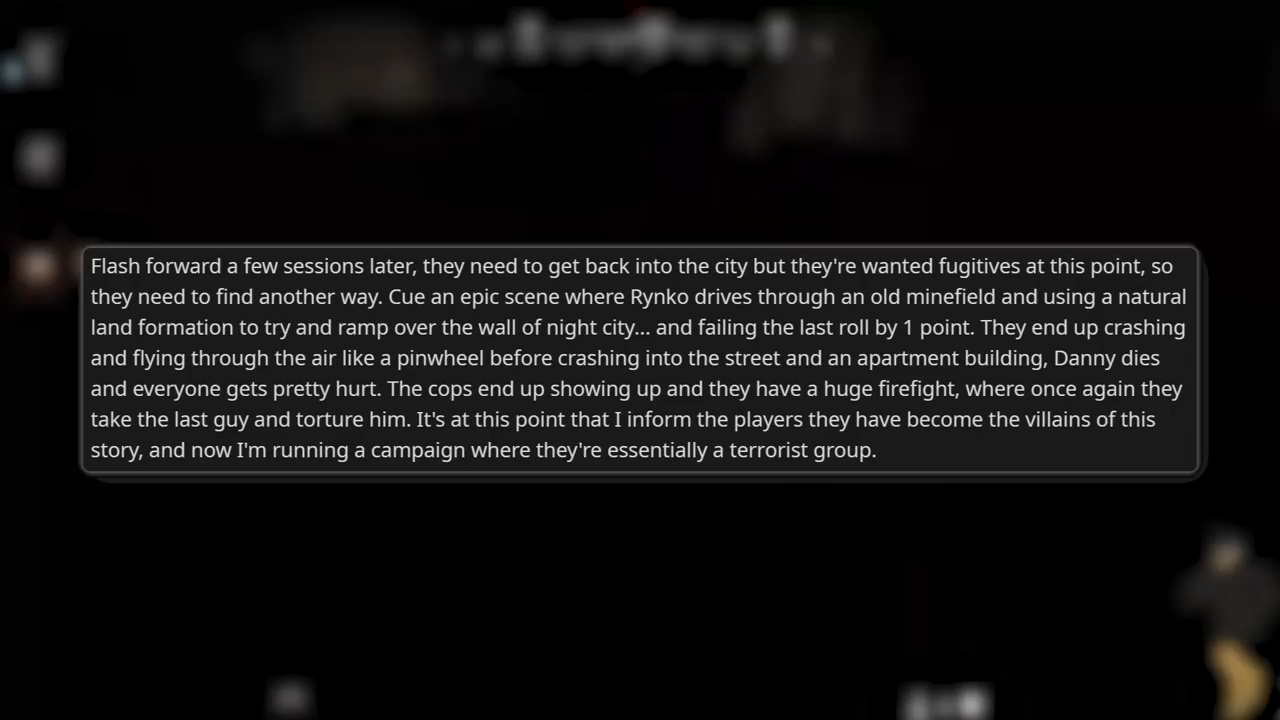 Flash forward a few sessions later, they need to get back into the city but they're wanted fugitives at this point, so
they need to find another way. Cue an epic scene where Rynko drives through an old minefield and using a natural
land formation to try and ramp over the wall of night city... and failing the last roll by 1 point. They end up crashing
and flying through the air like a pinwheel before crashing into the street and an apartment building, Danny dies
and everyone gets pretty hurt. The cops end up showing up and they have a huge firefight, where once again they
take the last guy and torture him. It's at this point that I inform the players they have become the villains of this
story, and now I'm running a campaign where they're essentially a terrorist group.